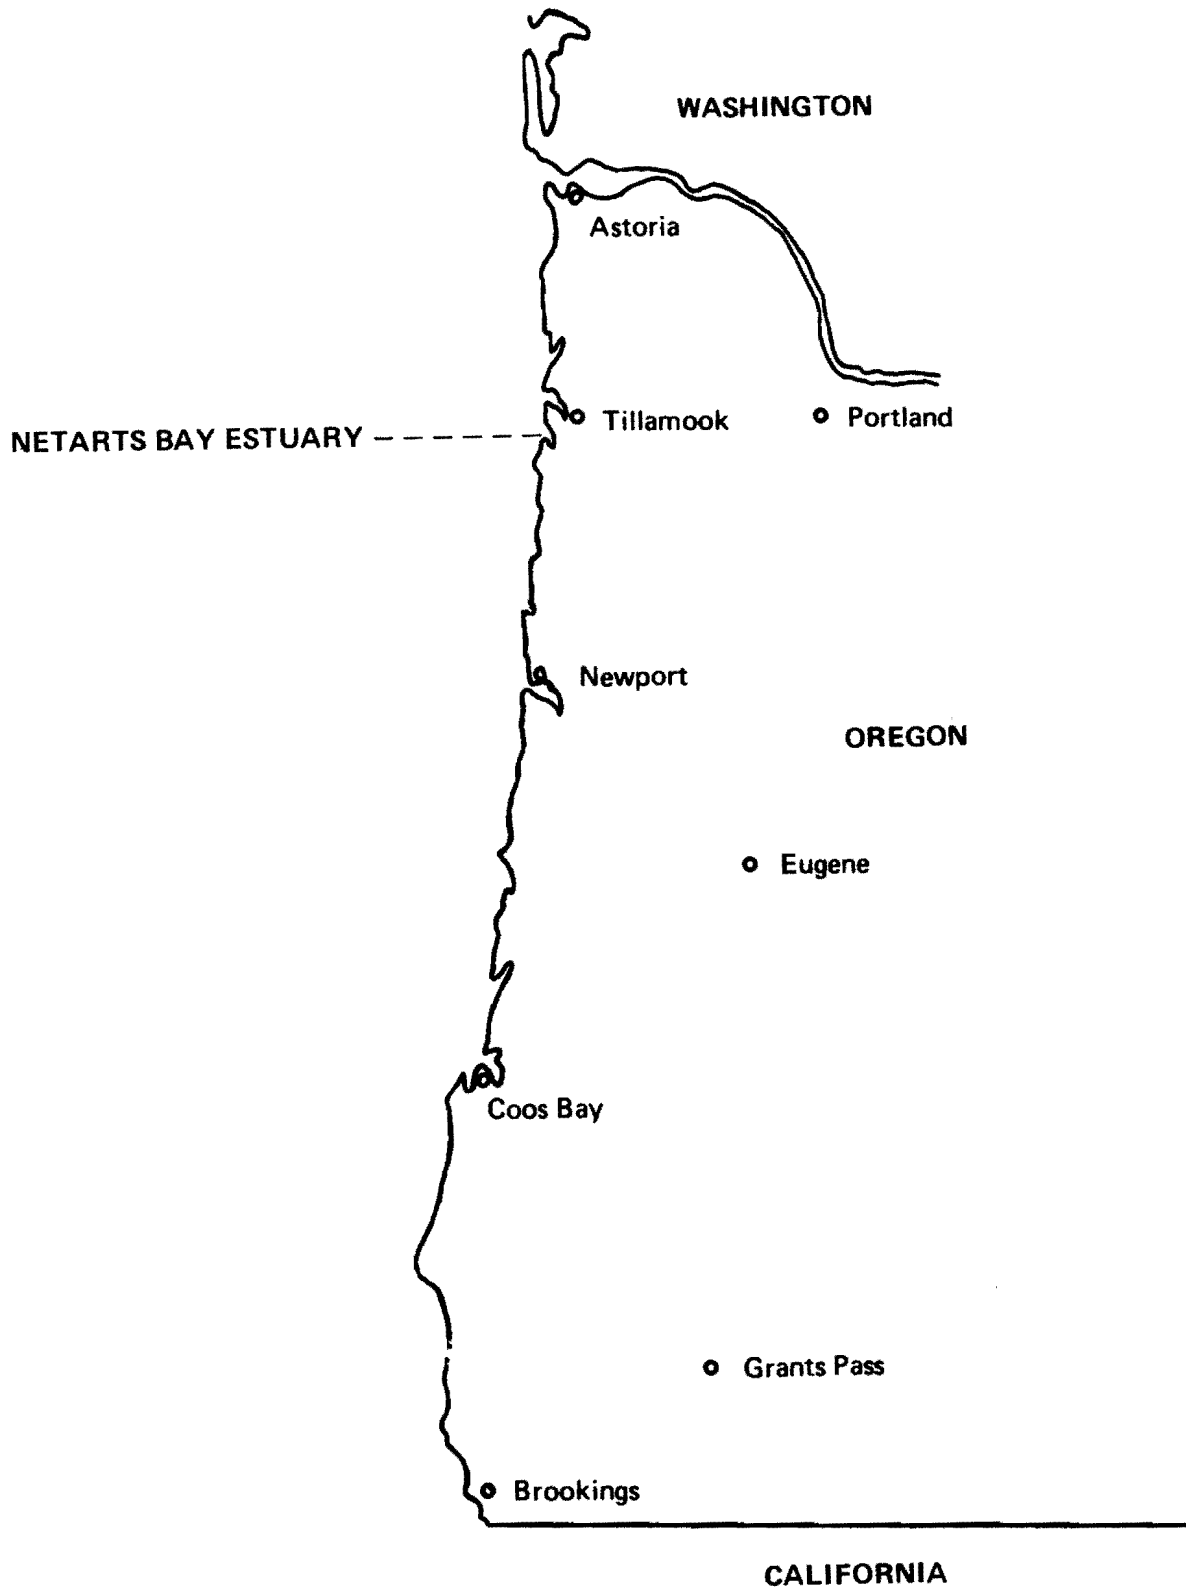 WASHINGTON
Astoria
Tillamook
Portland
NETARTS BAY ESTUARY
Newport
OREGON
Eugene
Coos Bay
Grants Pass
Brookings
CALIFORNIA